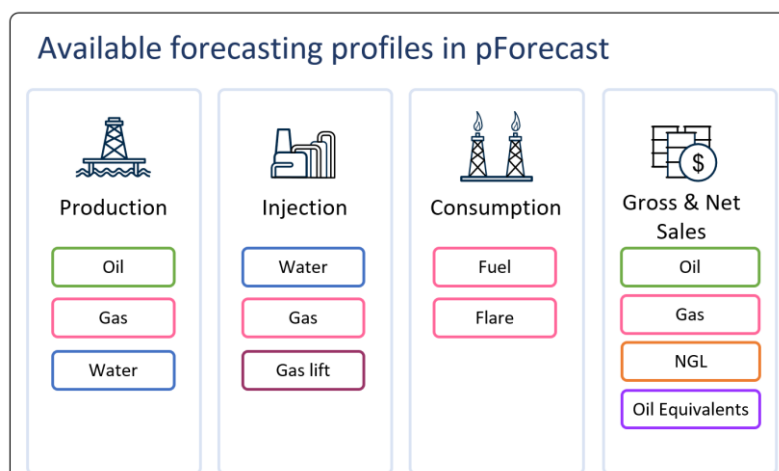 Available forecasting profiles in pForecast
Production
Oil
Gas
Water
Injection
Water
Gas
Gas lift
Consumption
Fuel
Flare
$
Gross & Net
Sales
Oil
Gas
NGL
Oil Equivalents